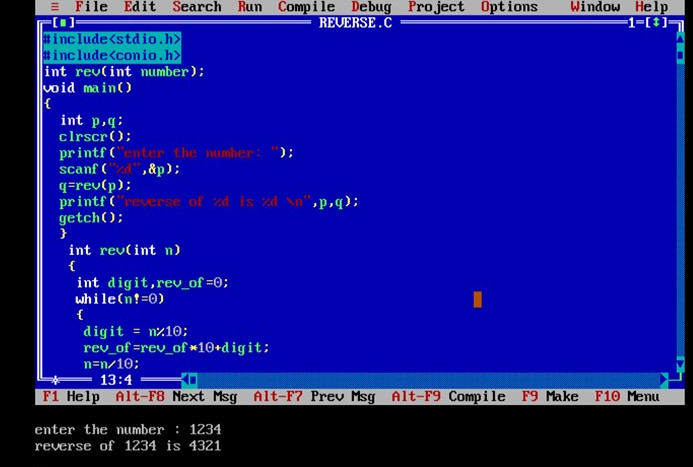 ≡ File Edit Search Run Compile Debug Project Options Window Help
[■] REVERSE.C 1=[↕]
#include<stdio.h>
#include<conio.h>
int rev(int number);
void main()
{
int p,q;
clrscr();
printf("enter the number: ");
scanf("%d",&p);
q=rev(p);
printf("reverse of %d is %d \n",p,q);
getch();
}
int rev(int n)
{
int digit,rev_of=0;
while(n!=0)
{
digit = n%10;
rev_of=rev_of*10+digit;
n=n/10;
13:4
F1 Help Alt-F8 Next Msg Alt-F7 Prev Msg Alt-F9 Compile F9 Make F10 Menu
enter the number : 1234
reverse of 1234 is 4321